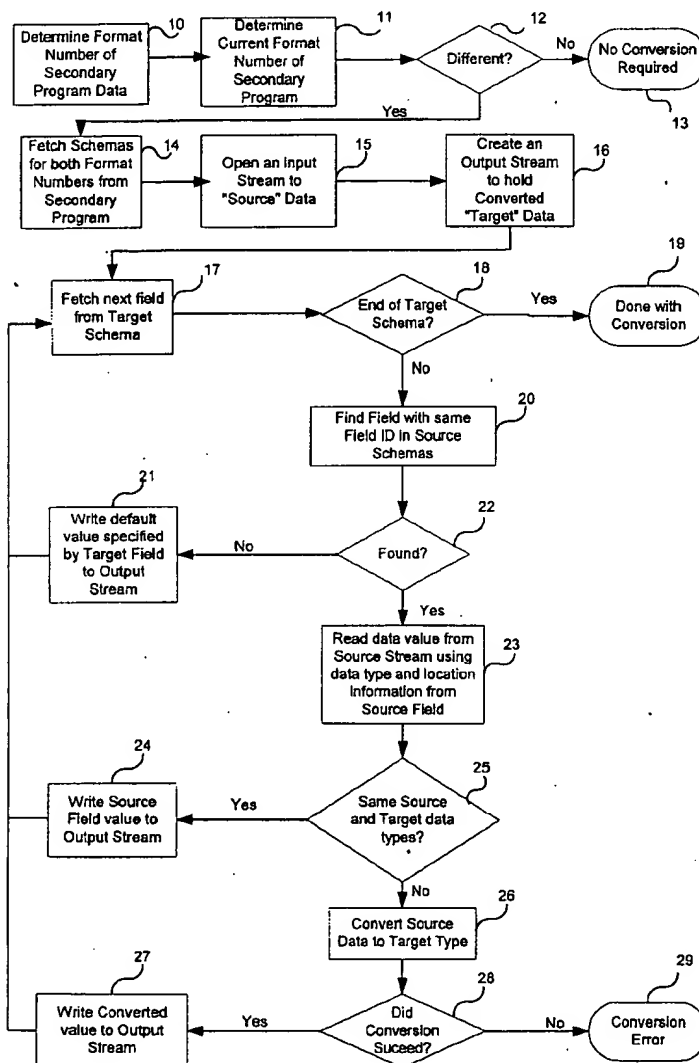 10
Determine Format
Number of
Secondary
Program Data
11
Determine
Current Format
Number of
Secondary
Program
12
Different?
No
No Conversion
Required
13
Yes
Fetch Schemas
for both Format
Numbers from
Secondary
Program
14
Open an Input
Stream to
"Source" Data
15
Create an
Output Stream
to hold
Converted
"Target" Data
16
Fetch next field
from Target
Schema
17
End of Target
Schema?
18
Yes
Done with
Conversion
19
No
Find Field with same
Field ID in Source
Schemas
20
21
Write default
value specified
by Target Field
to Output
Stream
No
Found?
22
Yes
Read data value from
Source Stream using
data type and location
Information from
Source Field
23
24
Write Source
Field value to
Output Stream
Yes
Same Source
and Target data
types?
25
No
Convert Source
Data to Target Type
26
27
Write Converted
value to Output
Stream
Yes
Did
Conversion
Suceed?
28
No
Conversion
Error
29